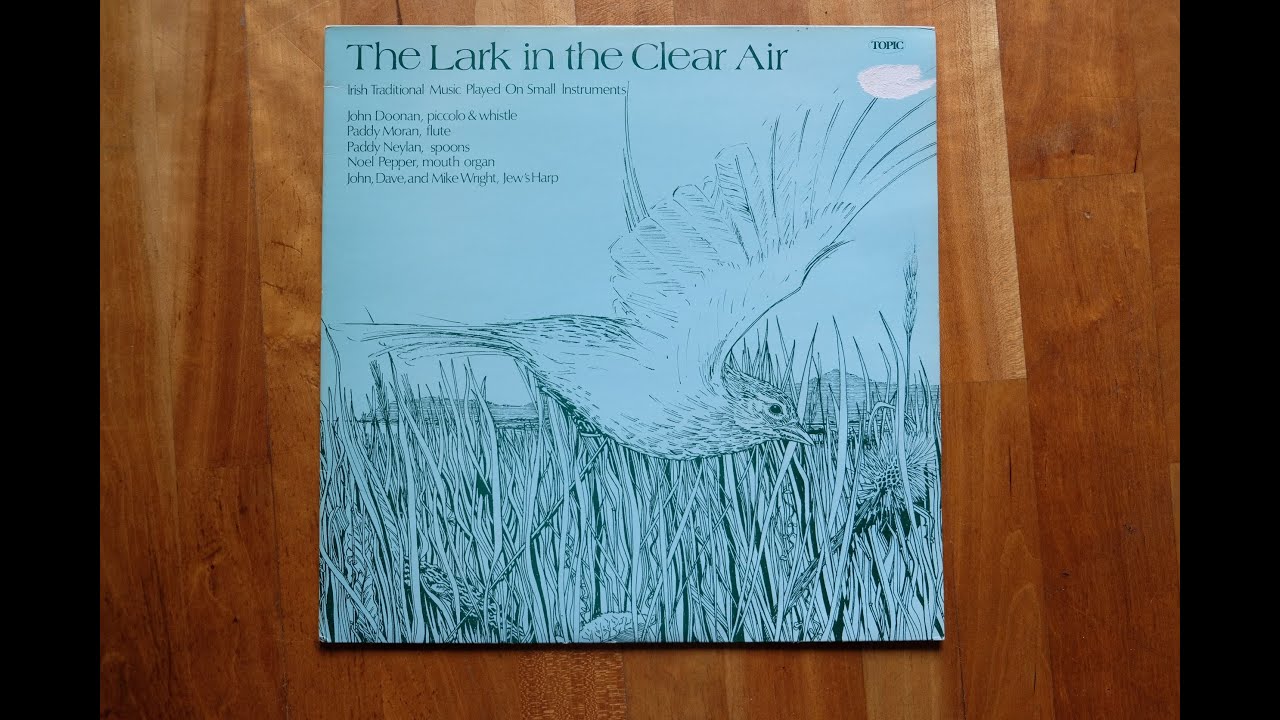 The Lark in the Clear Air
TOPIC
Irish Traditional Music Played On Small Instruments
John Doonan, piccolo & whistle
Paddy Moran, flute
Paddy Neylan, spoons
Noel Pepper, mouth organ
John, Dave, and Mike Wright, Jew's Harp